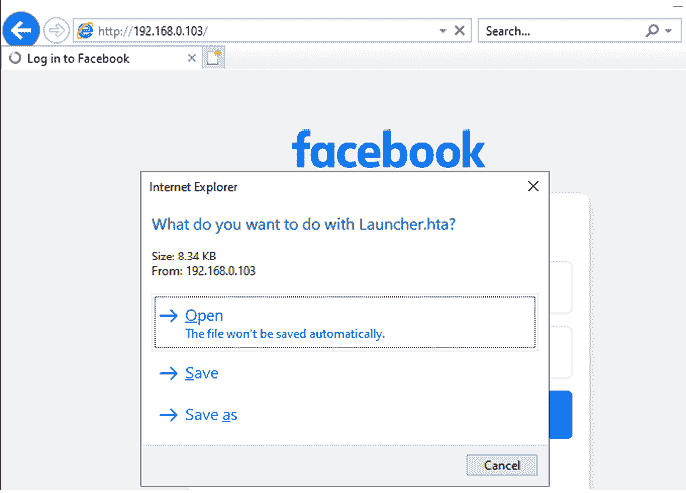 http://192.168.0.103/
Search...
Log in to Facebook
facebook
Internet Explorer
What do you want to do with Launcher.hta?
Size: 8.34 KB
From: 192.168.0.103
Open
The file won't be saved automatically.
Save
Save as
Cancel